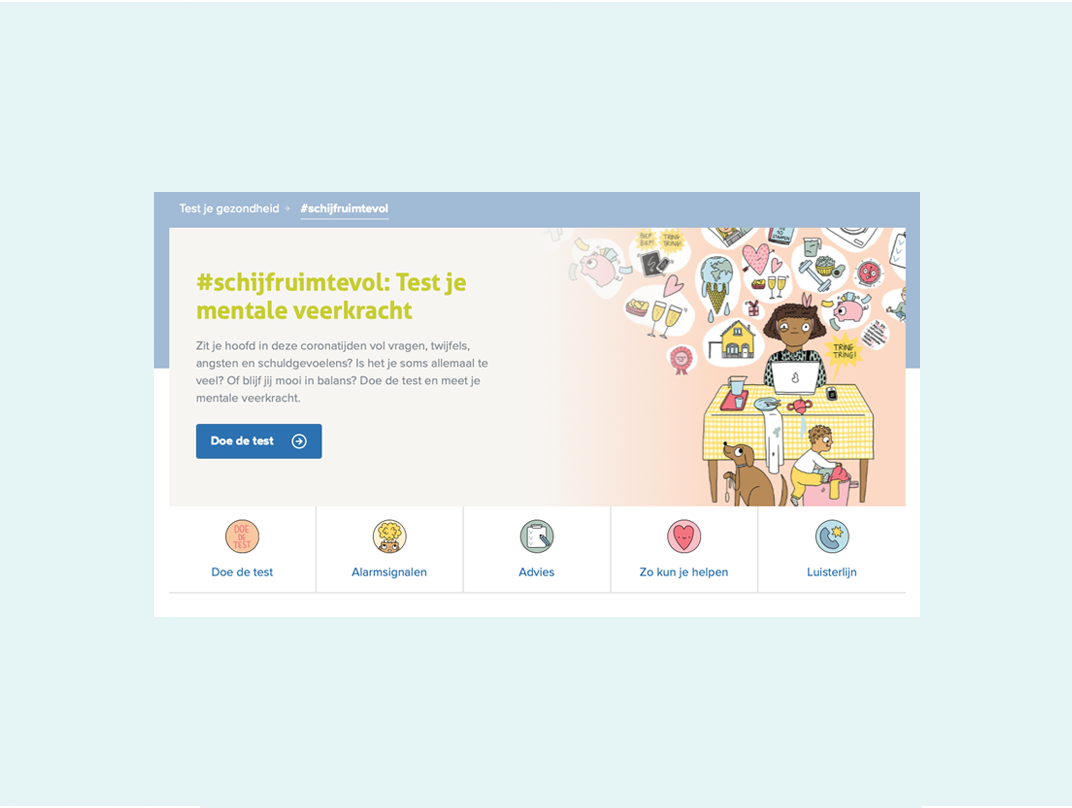 Test je gezondheid
#schijfruimtevol
#schijfruimtevol: Test je
mentale veerkracht
Zit je hoofd in deze coronatijden vol vragen, twijfels,
angsten en schuldgevoelens? Is het je soms allemaal te
veel? Of blijf jij mooi in balans? Doe de test en meet je
mentale veerkracht.
Doe de test
TRING
TRING!
TRING
TRING!
DOE
DE
TEST
Doe de test
Alarmsignalen
Advies
Zo kun je helpen
Luisterlijn